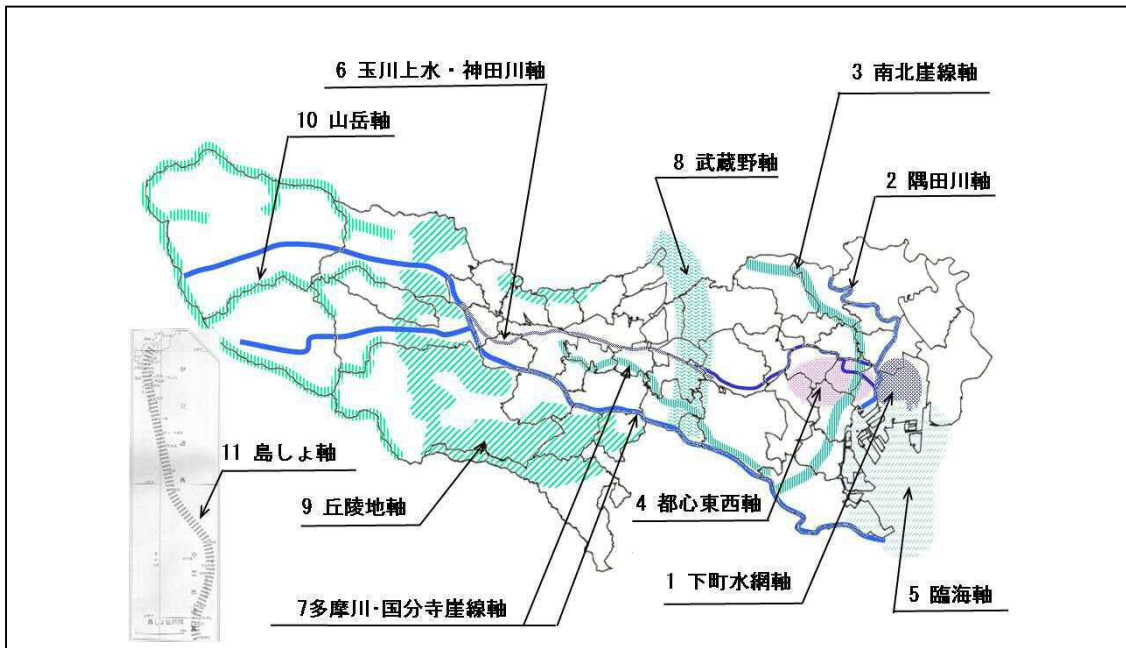 6 玉川上水・神田川軸
3 南北崖線軸
10 山岳軸
8 武蔵野軸
2 隅田川軸
11 島しょ軸
9 丘陵地軸
4 都心東西軸
1 下町水網軸
5 臨海軸
7多摩川・国分寺崖線軸